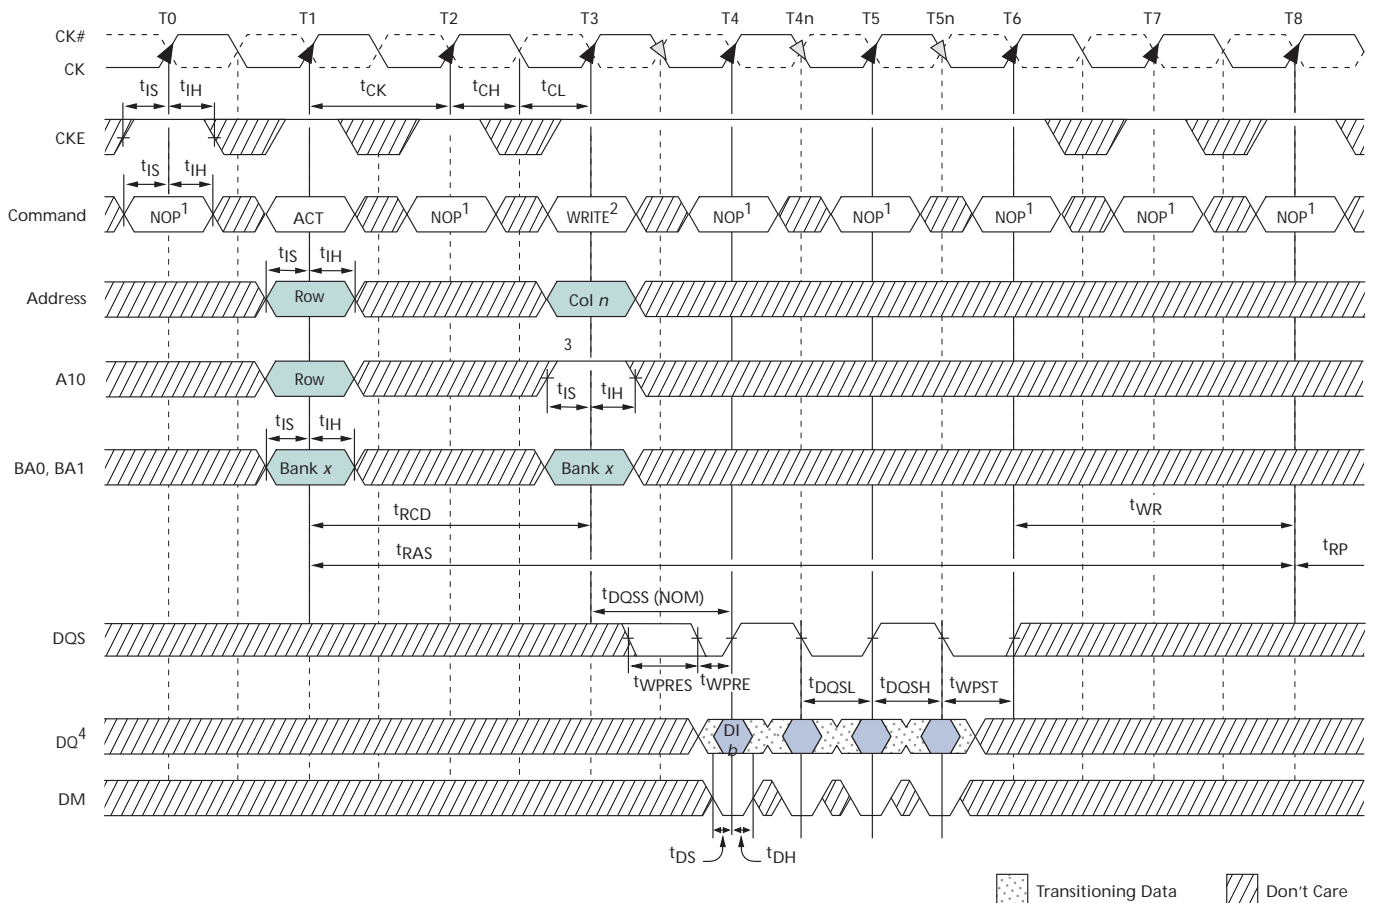 T0 T1 T2 T3 T4 T4n T5 T5n T6 T7 T8
CK#
CK
tIS tIH tCK tCH tCL
CKE
tIS tIH
Command NOP1 ACT NOP1 WRITE2 NOP1 NOP1 NOP1 NOP1 NOP1
tIS tIH
Address Row Col n
3
A10 Row
tIS tIH
tIS tIH
BA0, BA1 Bank x Bank x
tRCD tWR
tRAS tRP
tDQSS (NOM)
DQS
tWPRES tWPRE tDQSL tDQSH tWPST
DQ4 DI
b
DM
tDS tDH
Transitioning Data Don't Care